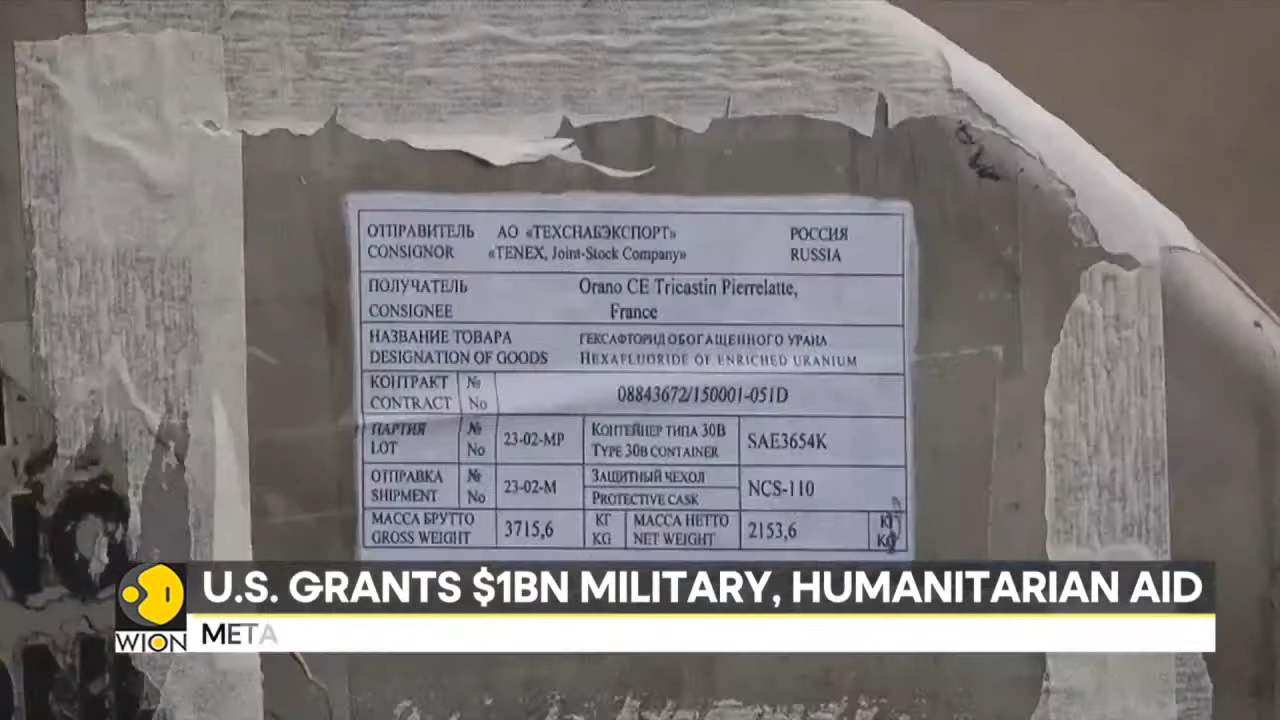 ОТПРАВИТЕЛЬ АО «ТЕХСНАБЭКСПОРТ» РОССИЯ
CONSIGNOR «TENEX, Joint-Stock Company» RUSSIA
ПОЛУЧАТЕЛЬ Orano CE Tricastin Pierrelatte,
CONSIGNEE France
НАЗВАНИЕ ТОВАРА ГЕКСАФТОРИД ОБОГАЩЕННОГО УРАНА
DESIGNATION OF GOODS HEXAFLUORIDE OF ENRICHED URANIUM
КОНТРАКТ №
CONTRACT No 08843672/150001-051D
ПАРТИЯ № КОНТЕЙНЕР ТИПА 30В
LOT No 23-02-MP TYPE 30B CONTAINER SAE3654K
ОТПРАВКА № ЗАЩИТНЫЙ ЧЕХОЛ
SHIPMENT No 23-02-M PROTECTIVE CASK NCS-110
МАССА БРУТТО 3715,6 КГ МАССА НЕТТО 2153,6 КГ
GROSS WEIGHT KG NET WEIGHT KG
U.S. GRANTS $1BN MILITARY, HUMANITARIAN AID
WION META